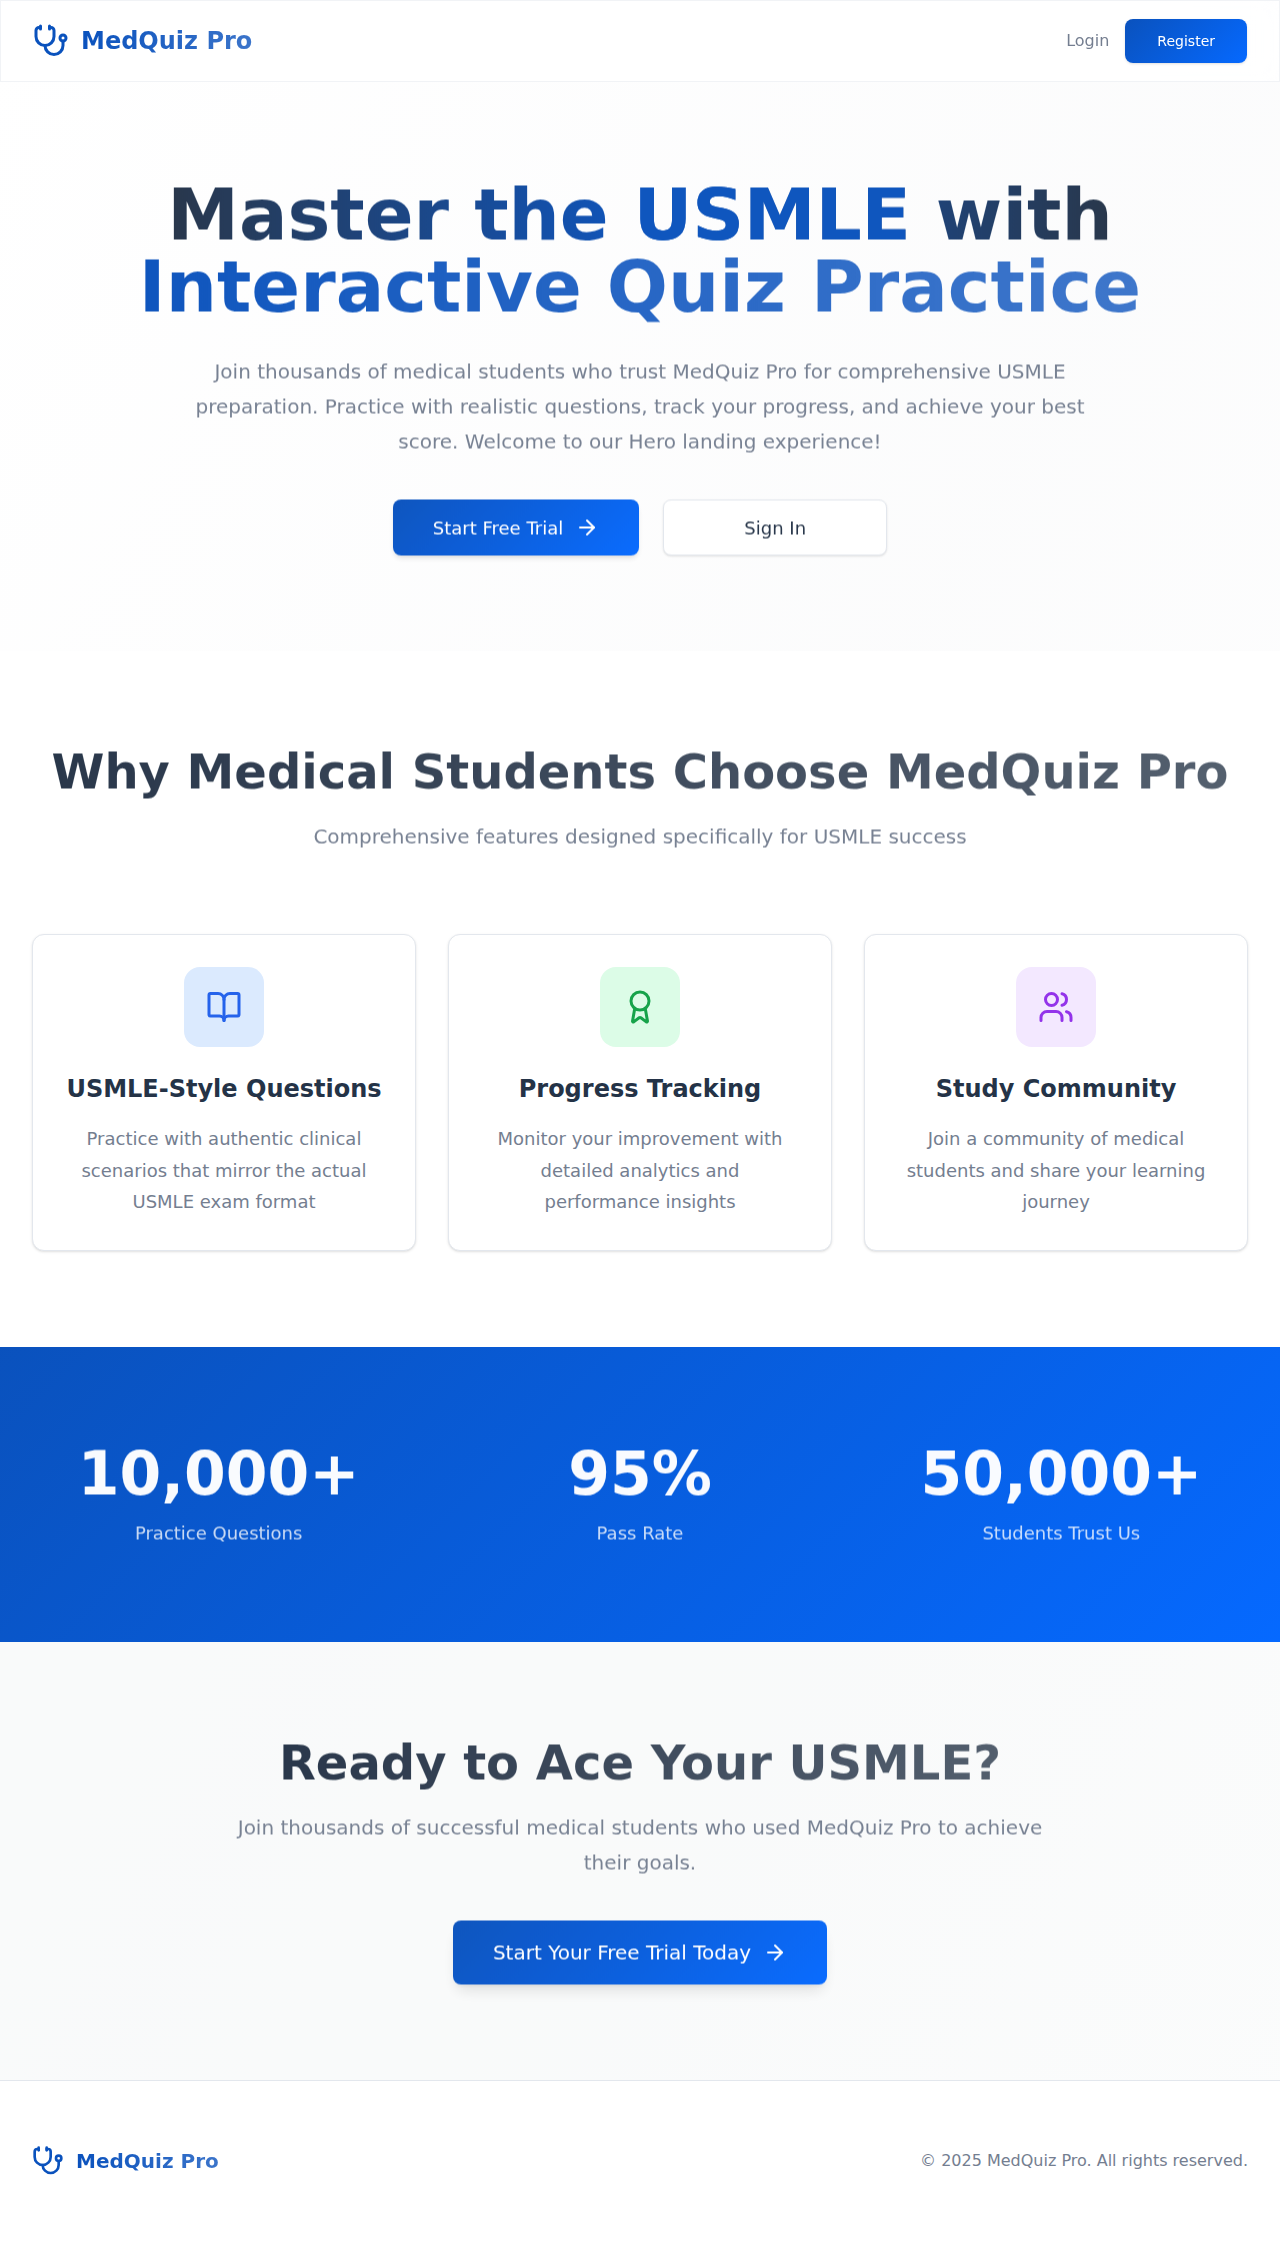 MedQuiz Pro
Login
Register
Master the USMLE with
Interactive Quiz Practice
Join thousands of medical students who trust MedQuiz Pro for comprehensive USMLE
preparation. Practice with realistic questions, track your progress, and achieve your best
score. Welcome to our Hero landing experience!
Start Free Trial
Sign In
Why Medical Students Choose MedQuiz Pro
Comprehensive features designed specifically for USMLE success
USMLE-Style Questions
Practice with authentic clinical
scenarios that mirror the actual
USMLE exam format
Progress Tracking
Monitor your improvement with
detailed analytics and
performance insights
Study Community
Join a community of medical
students and share your learning
journey
10,000+
Practice Questions
95%
Pass Rate
50,000+
Students Trust Us
Ready to Ace Your USMLE?
Join thousands of successful medical students who used MedQuiz Pro to achieve
their goals.
Start Your Free Trial Today
MedQuiz Pro
© 2025 MedQuiz Pro. All rights reserved.